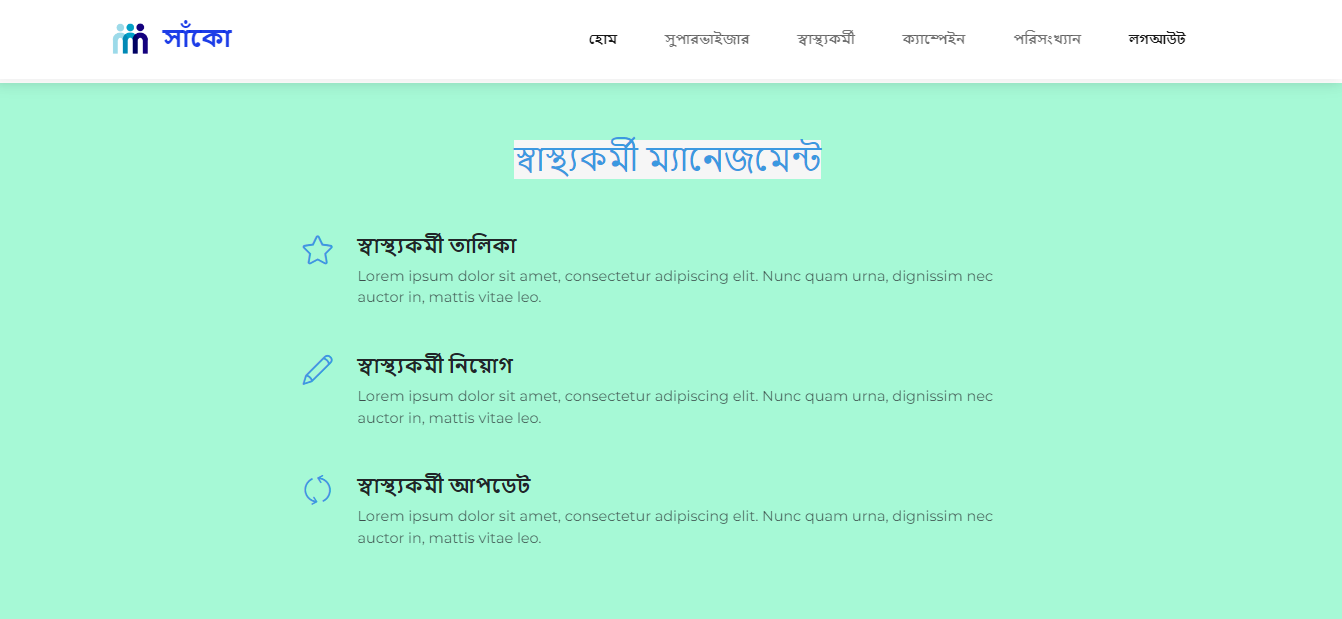 সাঁকো
হোম সুপারভাইজার স্বাস্থ্যকর্মী ক্যাম্পেইন পরিসংখ্যান লগআউট
স্বাস্থ্যকর্মী ম্যানেজমেন্ট
স্বাস্থ্যকর্মী তালিকা
Lorem ipsum dolor sit amet, consectetur adipiscing elit. Nunc quam urna, dignissim nec
auctor in, mattis vitae leo.
স্বাস্থ্যকর্মী নিয়োগ
Lorem ipsum dolor sit amet, consectetur adipiscing elit. Nunc quam urna, dignissim nec
auctor in, mattis vitae leo.
স্বাস্থ্যকর্মী আপডেট
Lorem ipsum dolor sit amet, consectetur adipiscing elit. Nunc quam urna, dignissim nec
auctor in, mattis vitae leo.